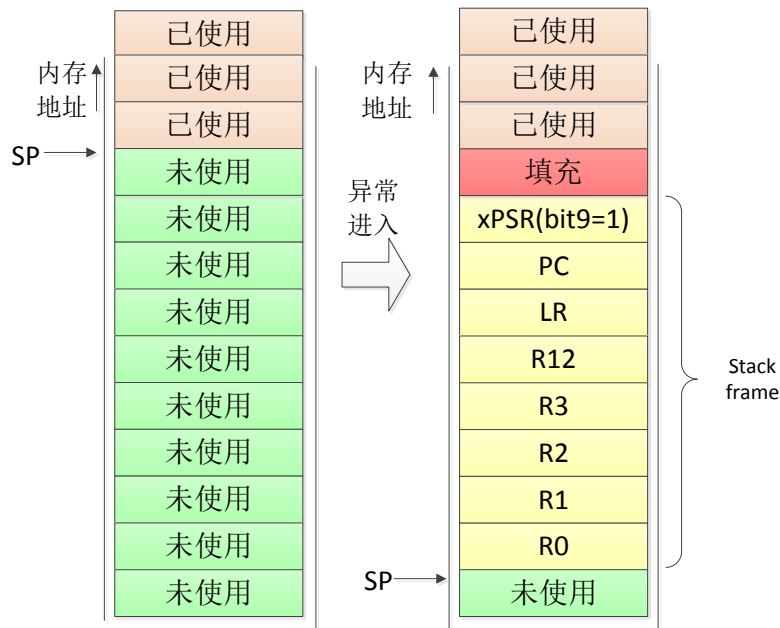 已使用
内存
地址
已使用
已使用
SP
未使用
未使用
未使用
未使用
未使用
未使用
未使用
未使用
未使用
未使用
异常
进入
已使用
内存
地址
已使用
已使用
填充
xPSR(bit9=1)
PC
LR
R12
R3
R2
R1
R0
SP
未使用
Stack
frame